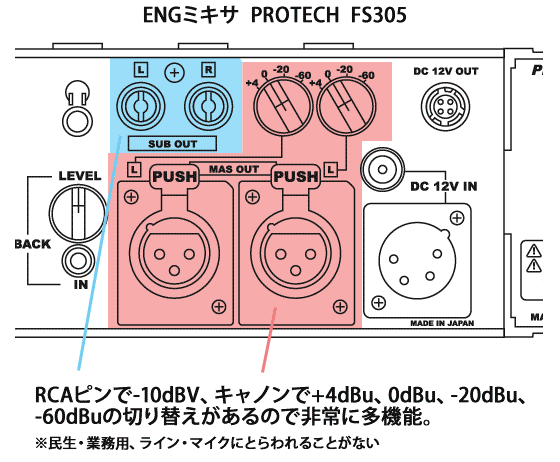 ENGミキサ PROTECH FS305
L R
+4 0 -20 -60
+4 0 -20 -60
DC 12V OUT
SUB OUT
L MAS OUT L
PUSH PUSH
LEVEL
DC 12V IN
BACK
IN
MADE IN JAPAN
RCAピンで-10dBV、キャノンで+4dBu、0dBu、-20dBu、
-60dBuの切り替えがあるので非常に多機能。
※民生・業務用、ライン・マイクにとらわれることがない